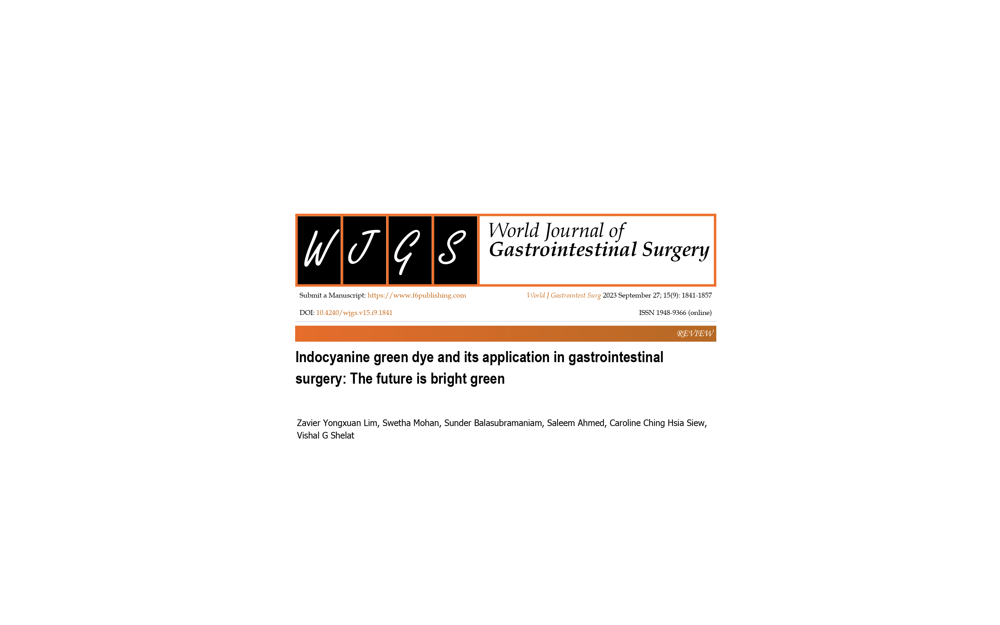 W J G S
World Journal of
Gastrointestinal Surgery
Submit a Manuscript: https://www.f6publishing.com
World J Gastrointest Surg 2023 September 27; 15(9): 1841-1857
DOI: 10.4240/wjgs.v15.i9.1841
ISSN 1948-9366 (online)
REVIEW
Indocyanine green dye and its application in gastrointestinal
surgery: The future is bright green
Zavier Yongxuan Lim, Swetha Mohan, Sunder Balasubramaniam, Saleem Ahmed, Caroline Ching Hsia Siew,
Vishal G Shelat